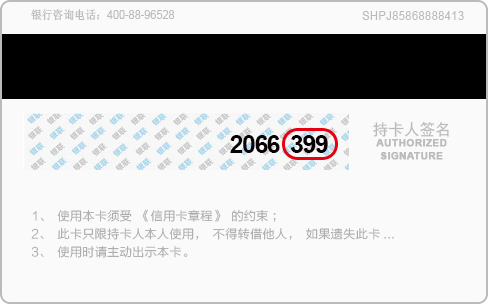 银行咨询电话：400-88-96528 SHPJ85868888413
2066 399
持卡人签名
AUTHORIZED
SIGNATURE
1、 使用本卡须受 《信用卡章程》 的约束；
2、 此卡只限持卡人本人使用， 不得转借他人， 如果遗失此卡...
3、 使用时请主动出示本卡。